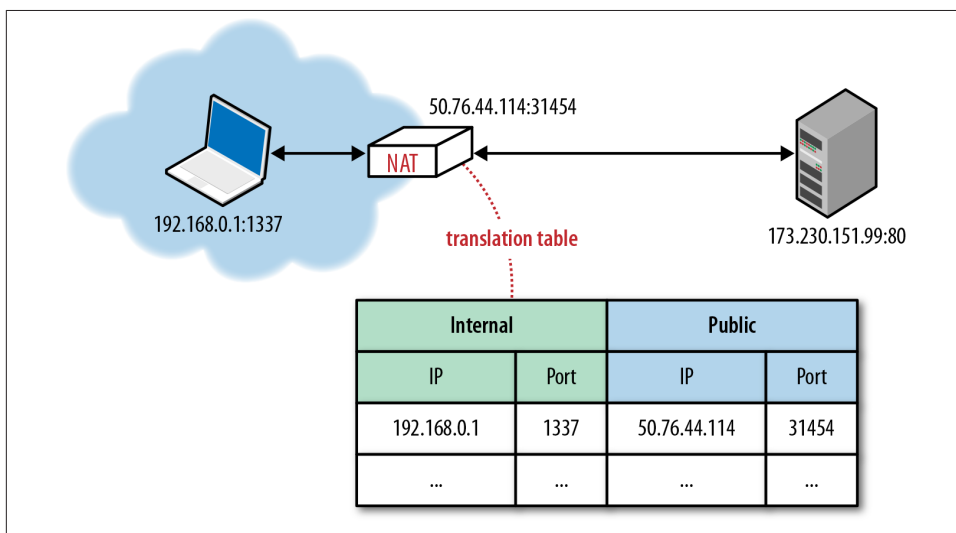 50.76.44.114:31454
NAT
192.168.0.1:1337
173.230.151.99:80
translation table
Internal Public
IP Port IP Port
192.168.0.1 1337 50.76.44.114 31454
... ... ... ...